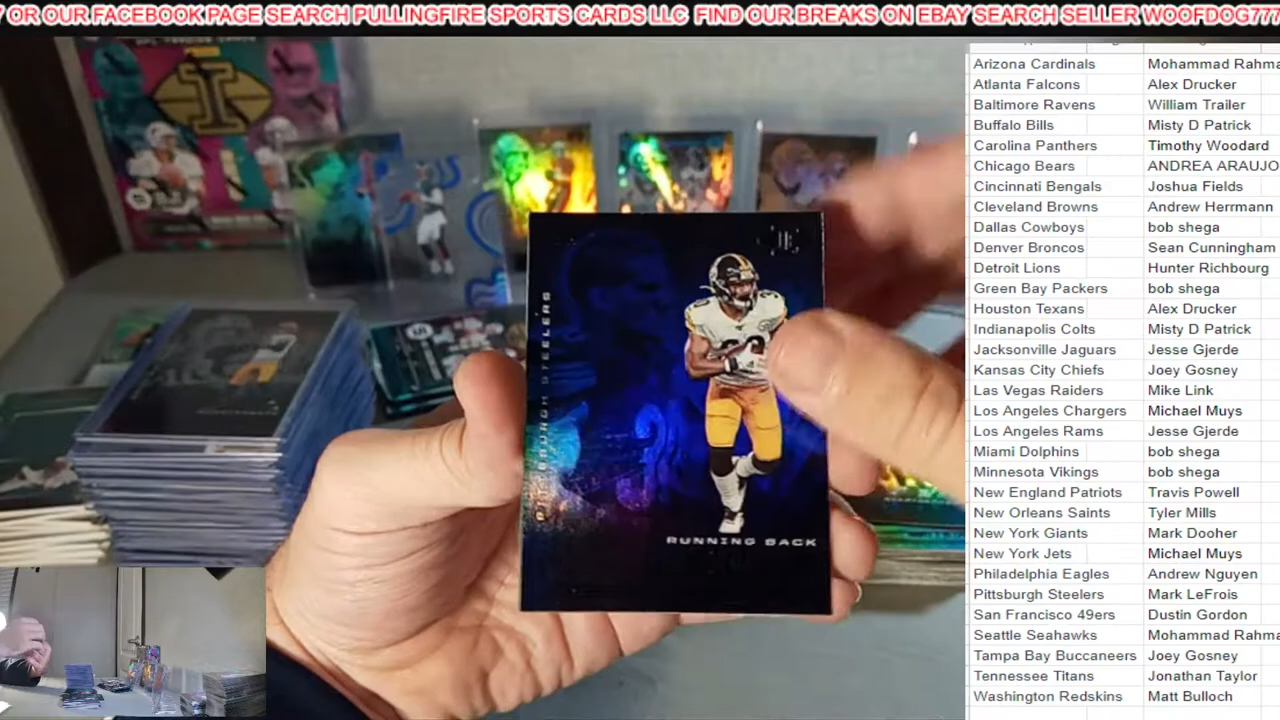 Y OR OUR FACEBOOK PAGE SEARCH PULLINGFIRE SPORTS CARDS LLC FIND OUR BREAKS ON EBAY SEARCH SELLER WOOFDOG777
Arizona Cardinals Mohammad Rahma
Atlanta Falcons Alex Drucker
Baltimore Ravens William Trailer
Buffalo Bills Misty D Patrick
Carolina Panthers Timothy Woodard
Chicago Bears ANDREA ARAUJO
Cincinnati Bengals Joshua Fields
Cleveland Browns Andrew Herrmann
Dallas Cowboys bob shega
Denver Broncos Sean Cunningham
Detroit Lions Hunter Richbourg
Green Bay Packers bob shega
Houston Texans Alex Drucker
Indianapolis Colts Misty D Patrick
Jacksonville Jaguars Jesse Gjerde
Kansas City Chiefs Joey Gosney
Las Vegas Raiders Mike Link
Los Angeles Chargers Michael Muys
Los Angeles Rams Jesse Gjerde
Miami Dolphins bob shega
Minnesota Vikings bob shega
New England Patriots Travis Powell
New Orleans Saints Tyler Mills
New York Giants Mark Dooher
New York Jets Michael Muys
Philadelphia Eagles Andrew Nguyen
Pittsburgh Steelers Mark LeFrois
San Francisco 49ers Dustin Gordon
Seattle Seahawks Mohammad Rahma
Tampa Bay Buccaneers Joey Gosney
Tennessee Titans Jonathan Taylor
Washington Redskins Matt Bulloch
PITTSBURGH STEELERS
RUNNING BACK